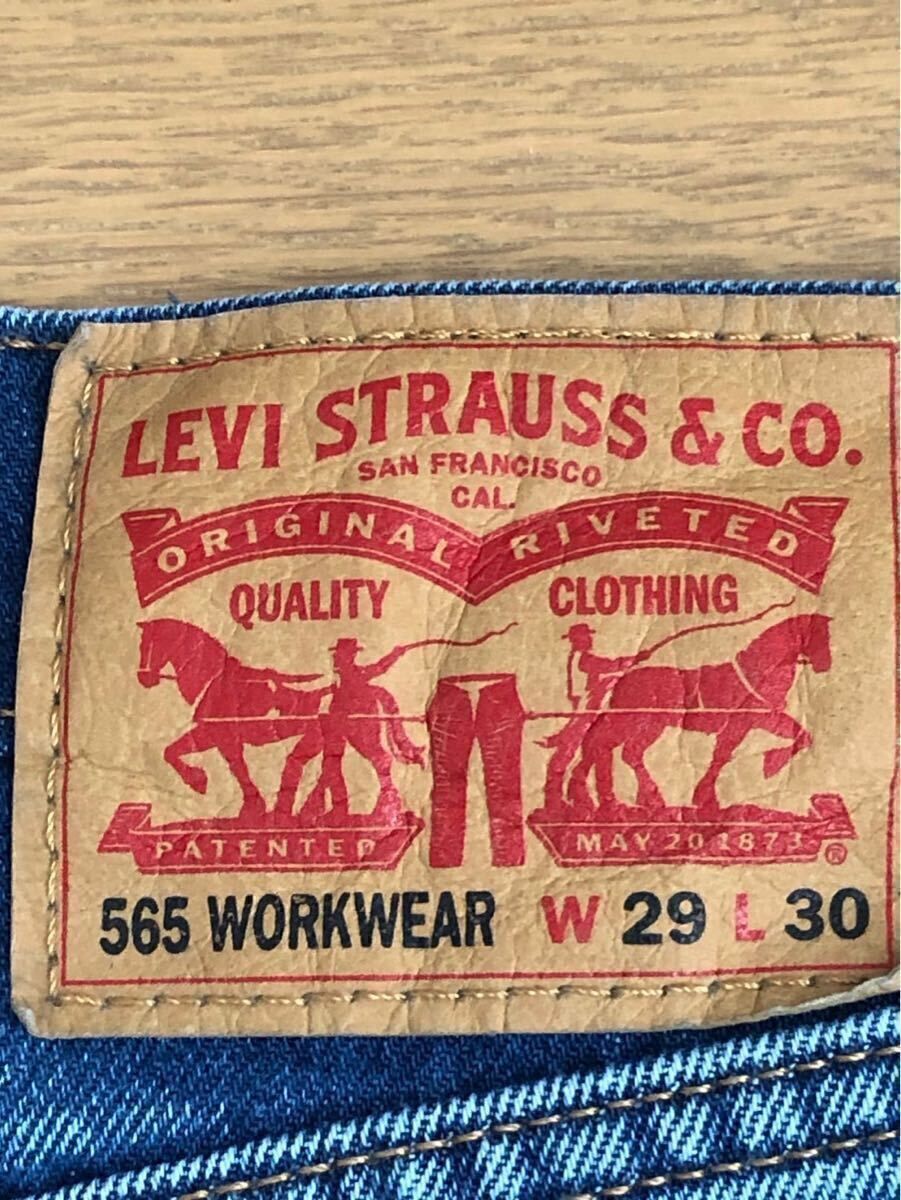 LEVI STRAUSS & CO.
SAN FRANCISCO
CAL.
ORIGINAL RIVETED
QUALITY CLOTHING
PATENTED MAY 20 1873 ®
565 WORKWEAR W 29 L 30